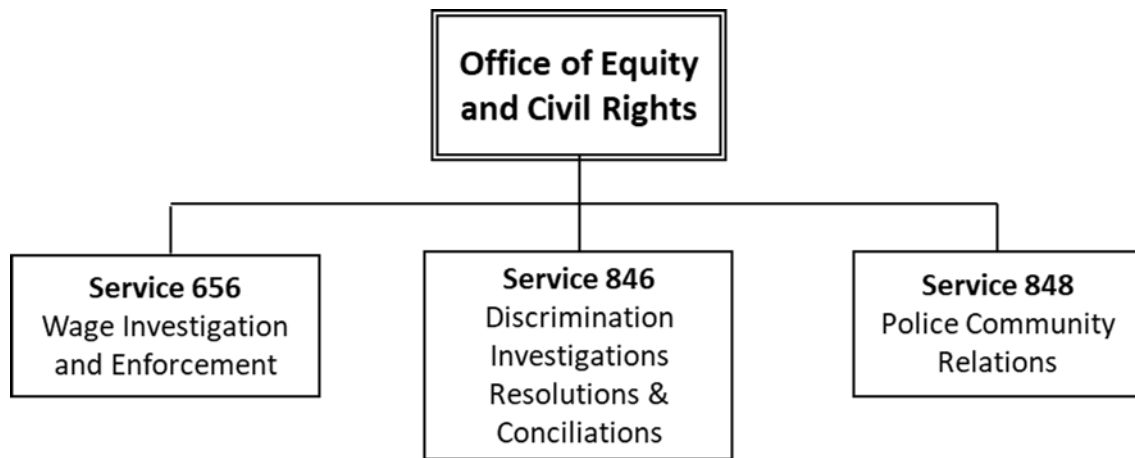 Office of Equity
and Civil Rights
Service 656
Wage Investigation
and Enforcement
Service 846
Discrimination
Investigations
Resolutions &
Conciliations
Service 848
Police Community
Relations